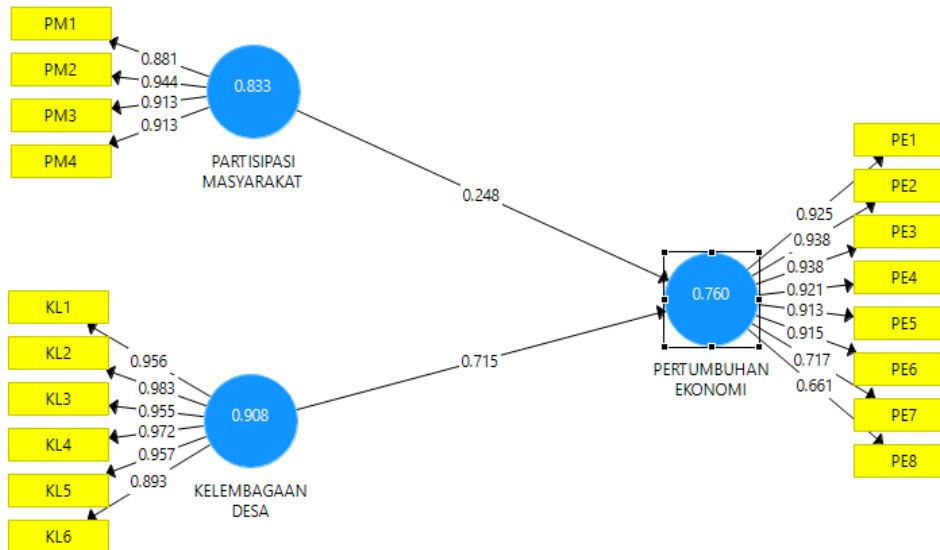 PM1
PM2
PM3
PM4
0.881
0.944
0.913
0.913
0.833
PARTISIPASI
MASYARAKAT
0.248
KL1
KL2
KL3
KL4
KL5
KL6
0.956
0.983
0.955
0.972
0.957
0.893
0.908
KELEMBAGAAN
DESA
0.715
0.760
PERTUMBUHAN
EKONOMI
0.925
0.938
0.938
0.921
0.913
0.915
0.717
0.661
PE1
PE2
PE3
PE4
PE5
PE6
PE7
PE8